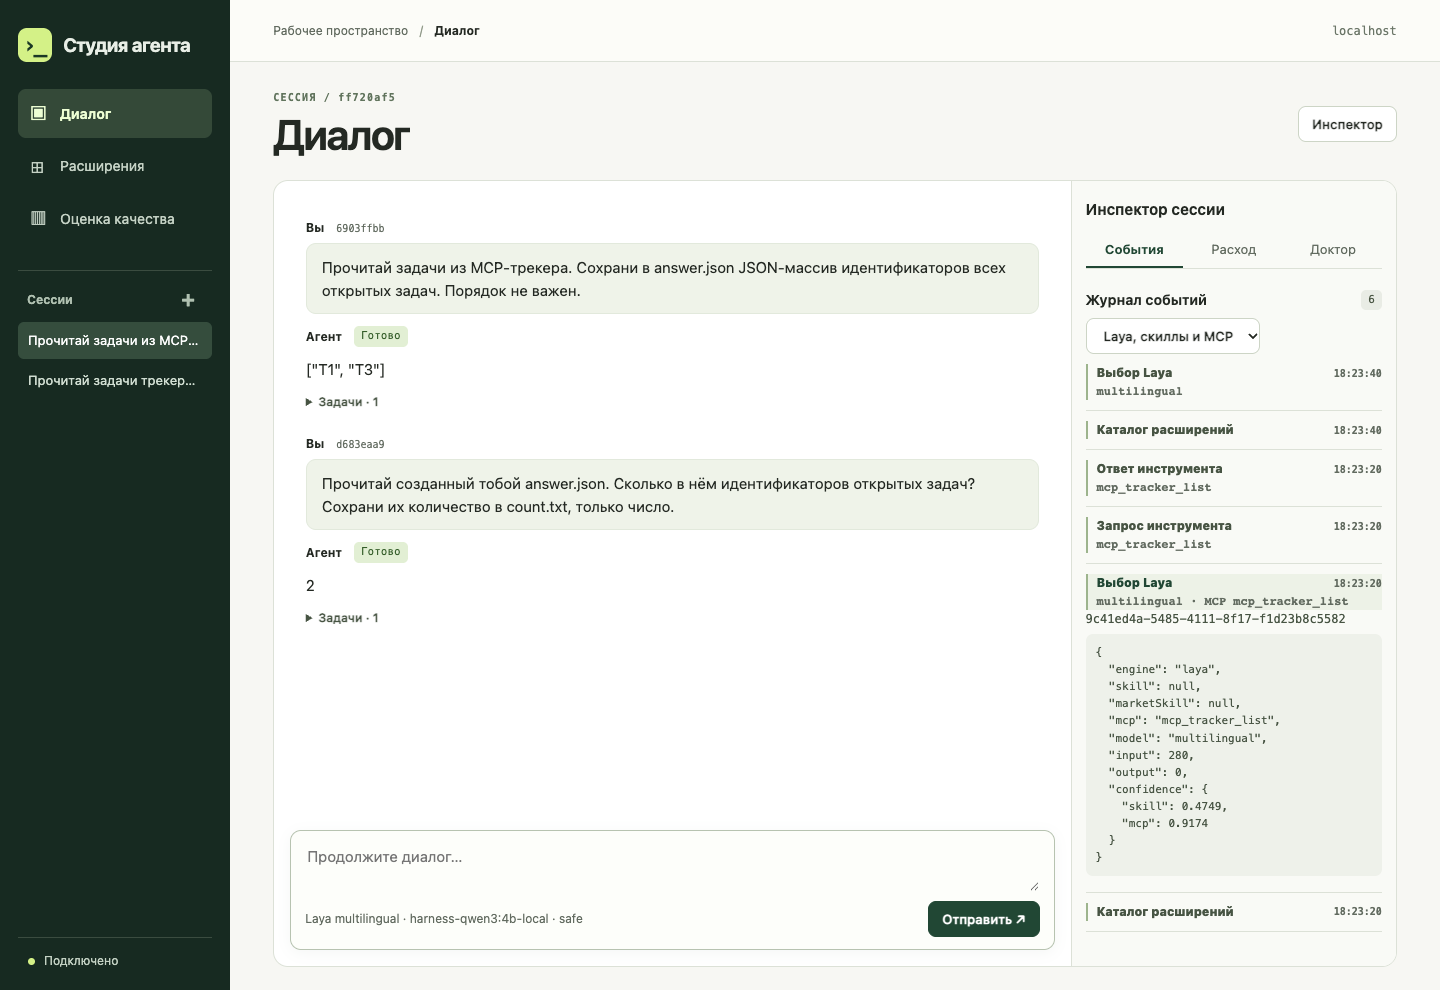 Студия агента
Диалог
Расширения
Оценка качества
Сессии
Прочитай задачи из MCP...
Прочитай задачи трекер...
Подключено
Рабочее пространство / Диалог
localhost
СЕССИЯ / ff720af5
Диалог
Инспектор
Вы 6903ffbb
Прочитай задачи из MCP-трекера. Сохрани в answer.json JSON-массив идентификаторов всех
открытых задач. Порядок не важен.
Агент Готово
["T1", "T3"]
Задачи · 1
Вы d683eaa9
Прочитай созданный тобой answer.json. Сколько в нём идентификаторов открытых задач?
Сохрани их количество в count.txt, только число.
Агент Готово
2
Задачи · 1
Продолжите диалог...
Laya multilingual · harness-qwen3:4b-local · safe
Отправить ↗
Инспектор сессии
События Расход Доктор
Журнал событий 6
Laya, скиллы и MCP
Выбор Laya 18:23:40
multilingual
Каталог расширений 18:23:40
Ответ инструмента 18:23:20
mcp_tracker_list
Запрос инструмента 18:23:20
mcp_tracker_list
Выбор Laya 18:23:20
multilingual · MCP mcp_tracker_list
9c41ed4a-5485-4111-8f17-f1d23b8c5582
{
"engine": "laya",
"skill": null,
"marketSkill": null,
"mcp": "mcp_tracker_list",
"model": "multilingual",
"input": 280,
"output": 0,
"confidence": {
"skill": 0.4749,
"mcp": 0.9174
}
}
Каталог расширений 18:23:20